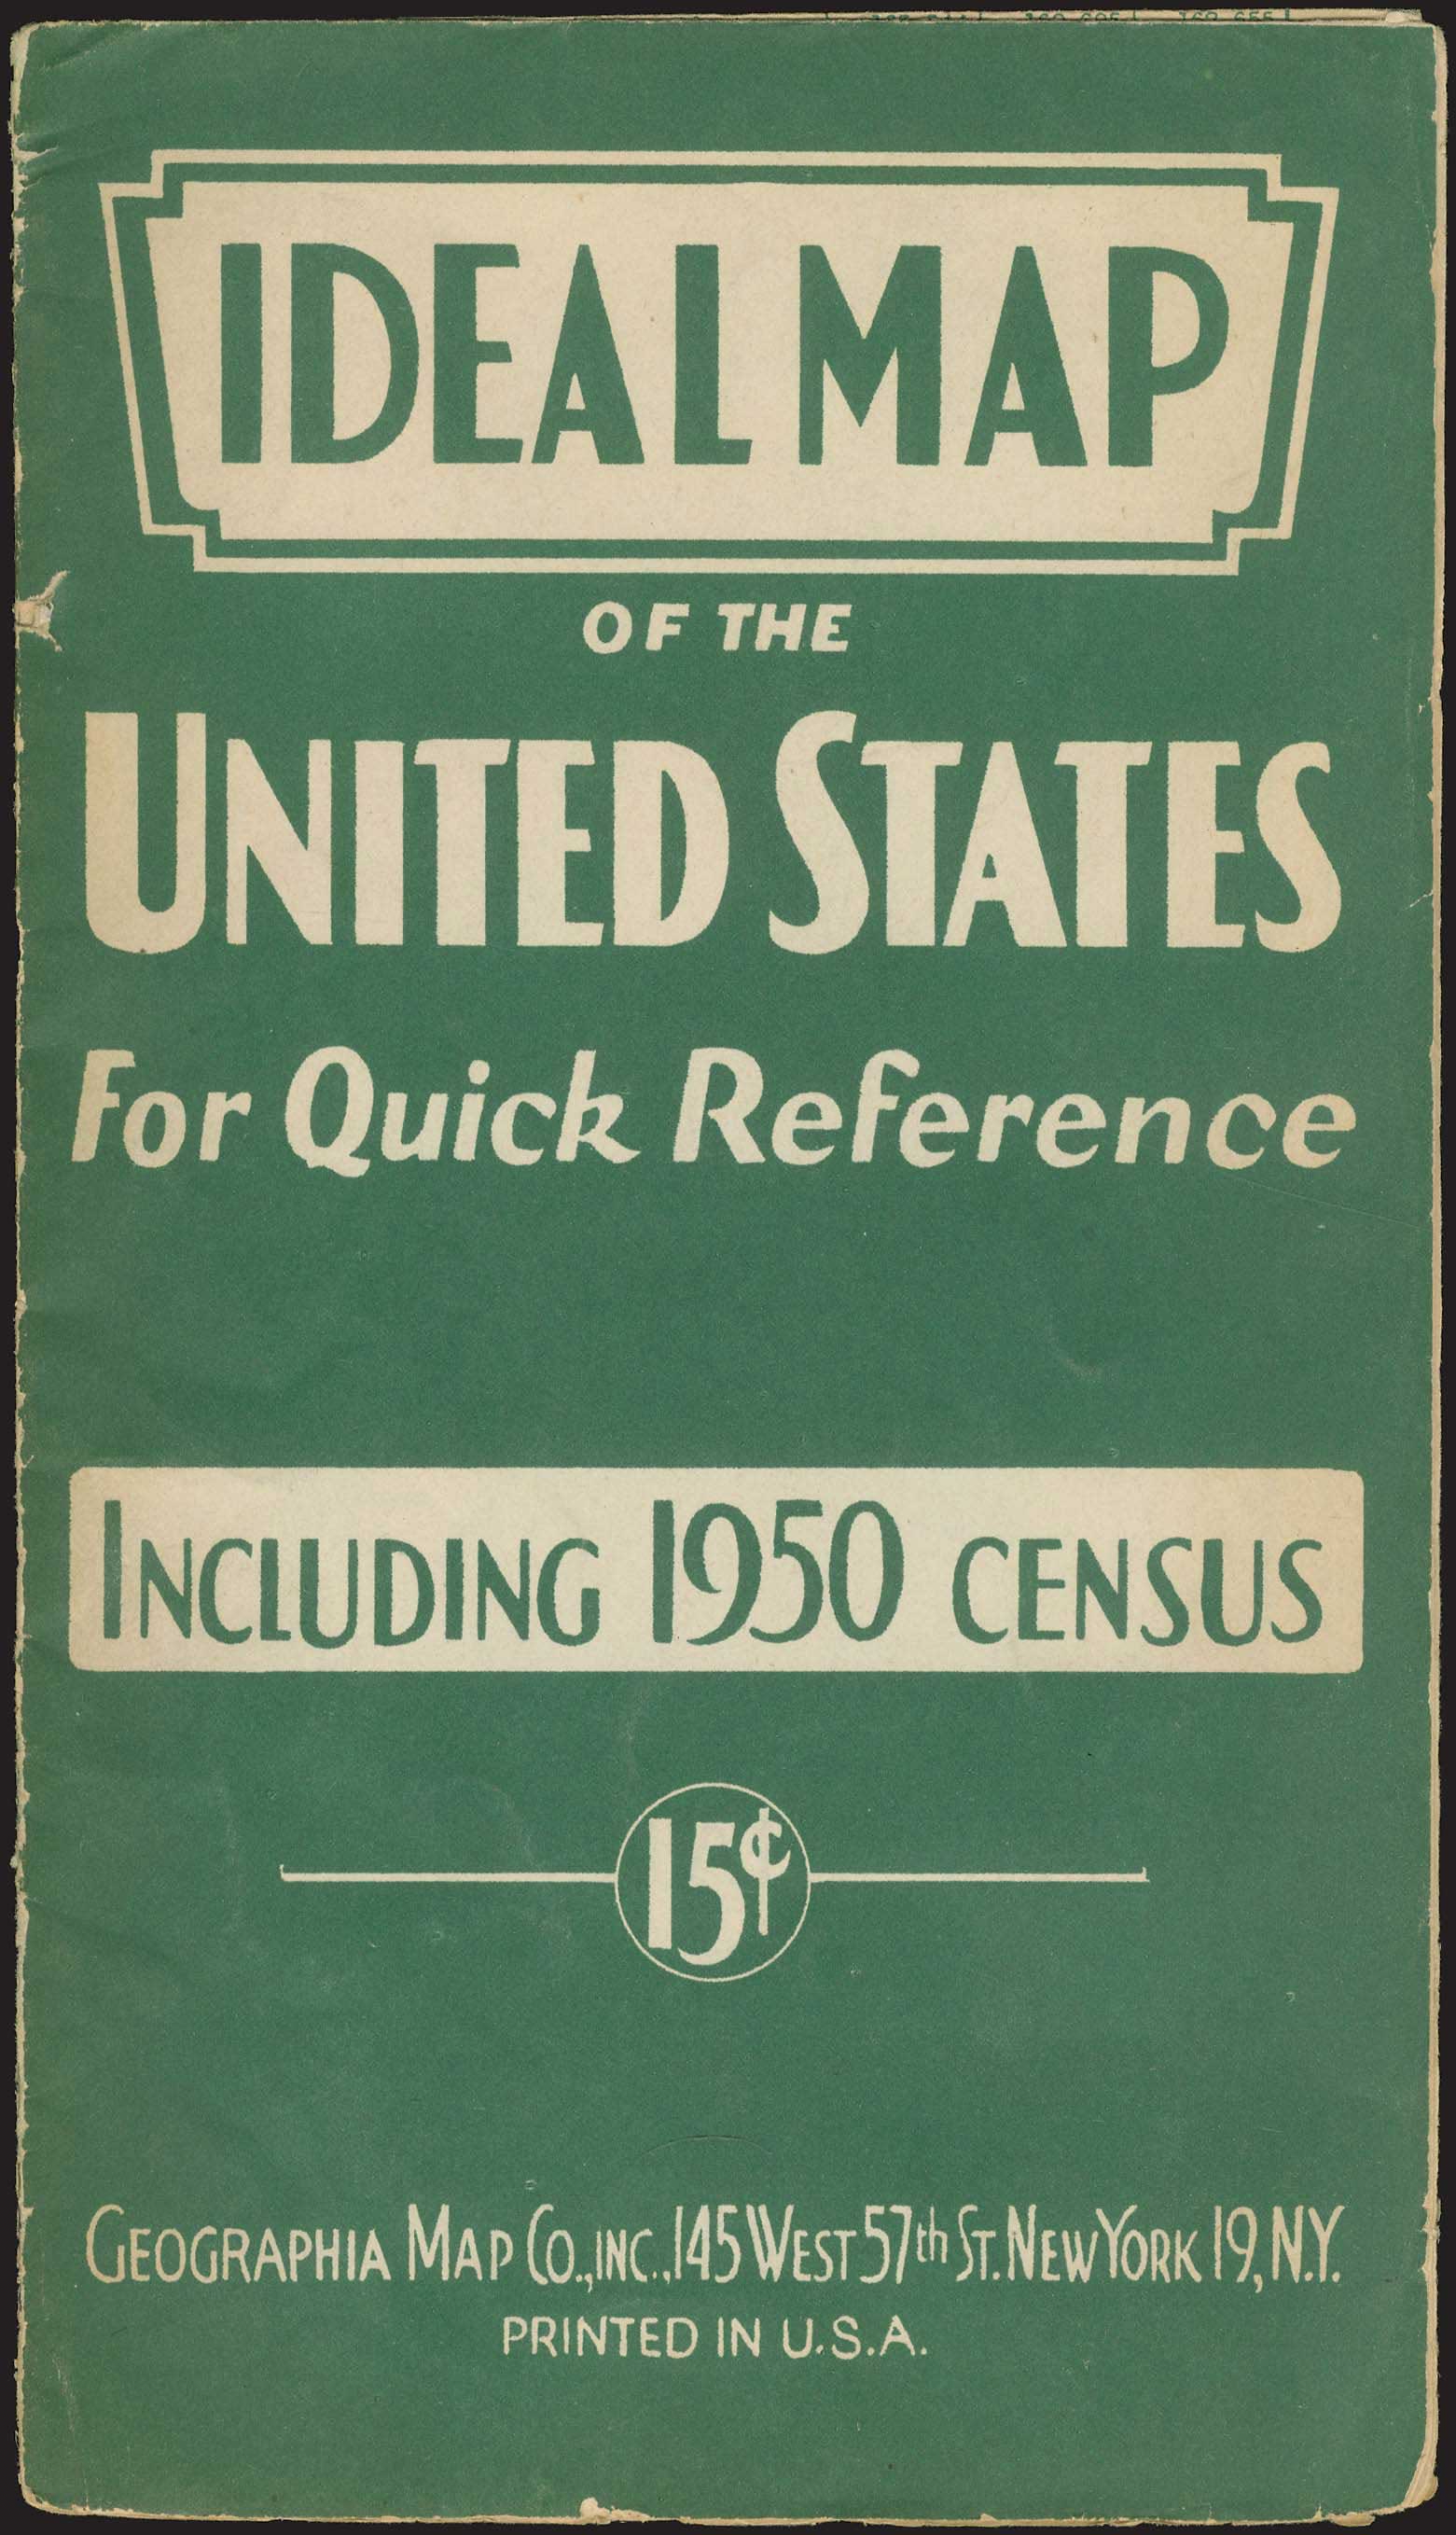 IDEAL MAP
OF THE
UNITED STATES
For Quick Reference
INCLUDING 1950 CENSUS
15¢
GEOGRAPHIA MAP CO., INC., 145 WEST 57th ST. NEW YORK 19, N.Y.
PRINTED IN U.S.A.